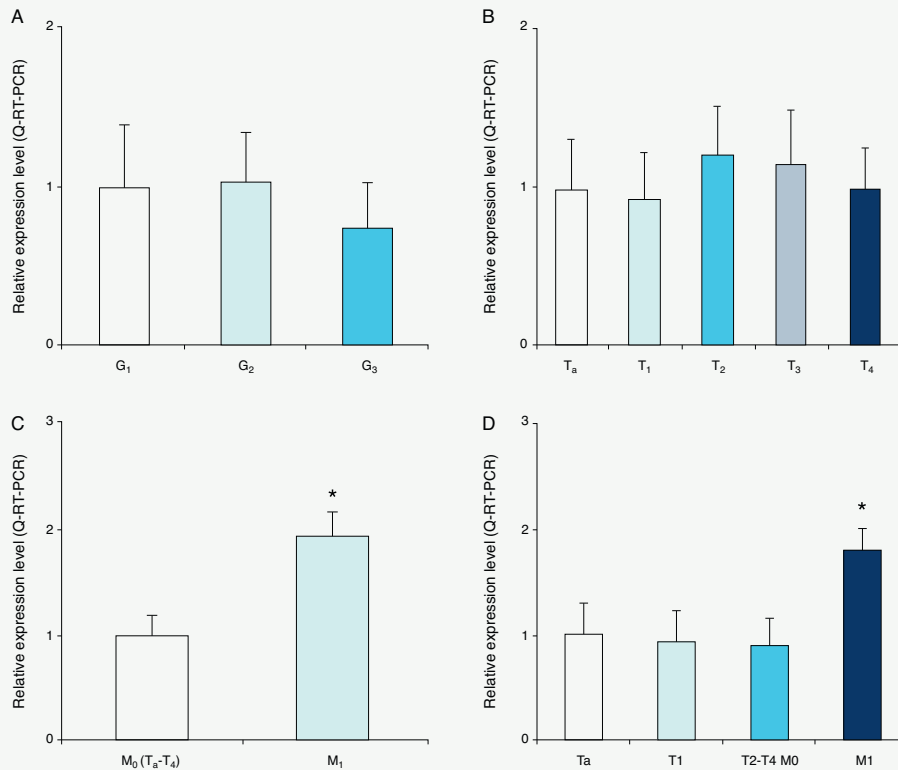 A
Relative expression level (Q-RT-PCR)
2
1
0
G₁ G₂ G₃
B
Relative expression level (Q-RT-PCR)
2
1
0
Tₐ T₁ T₂ T₃ T₄
C
Relative expression level (Q-RT-PCR)
3
2
1
0
*
M₀ (Tₐ-T₄) M₁
D
Relative expression level (Q-RT-PCR)
3
2
1
0
*
Ta T1 T2-T4 M0 M1